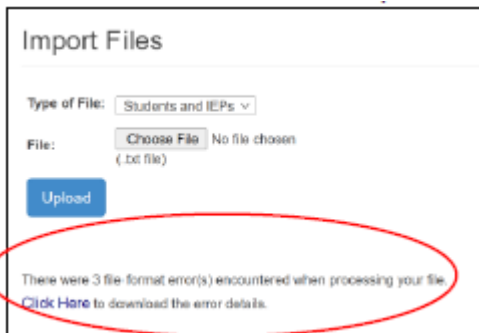 Import Files
Type of File: Students and IEPs
File: Choose File No file chosen
(.txt file)
Upload
There were 3 file-format error(s) encountered when processing your file.
Click Here to download the error details.